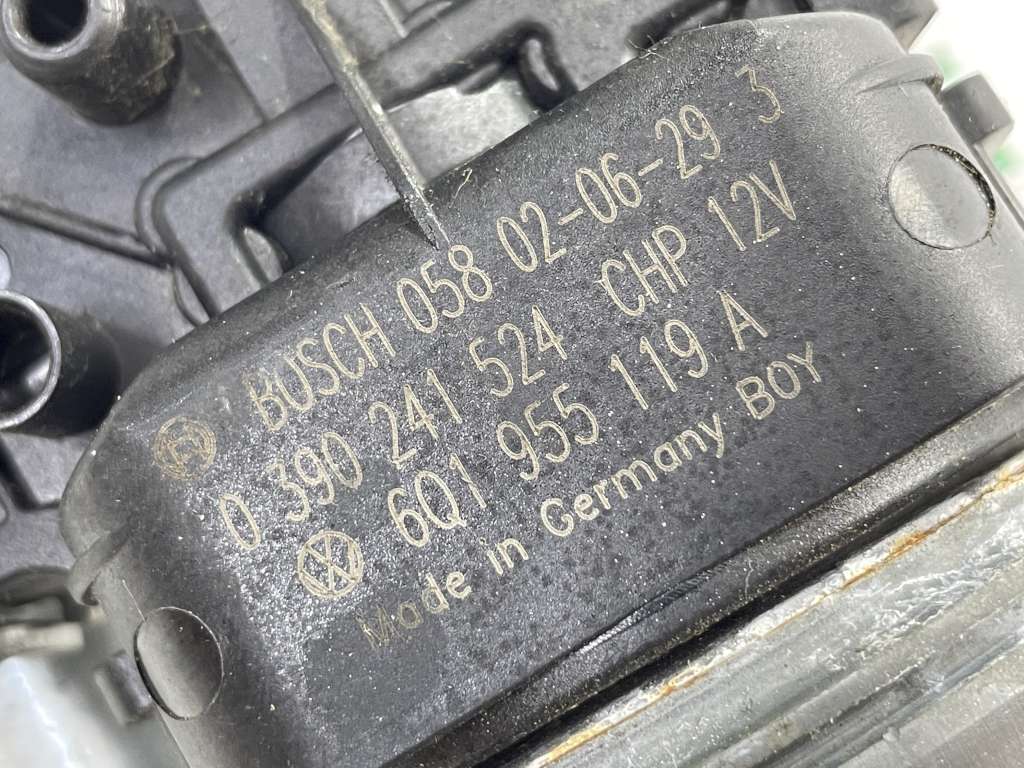 BOSCH 058 02-06-29 3
0 390 241 524 CHP 12V
6Q1 955 119 A
Made in Germany BOY